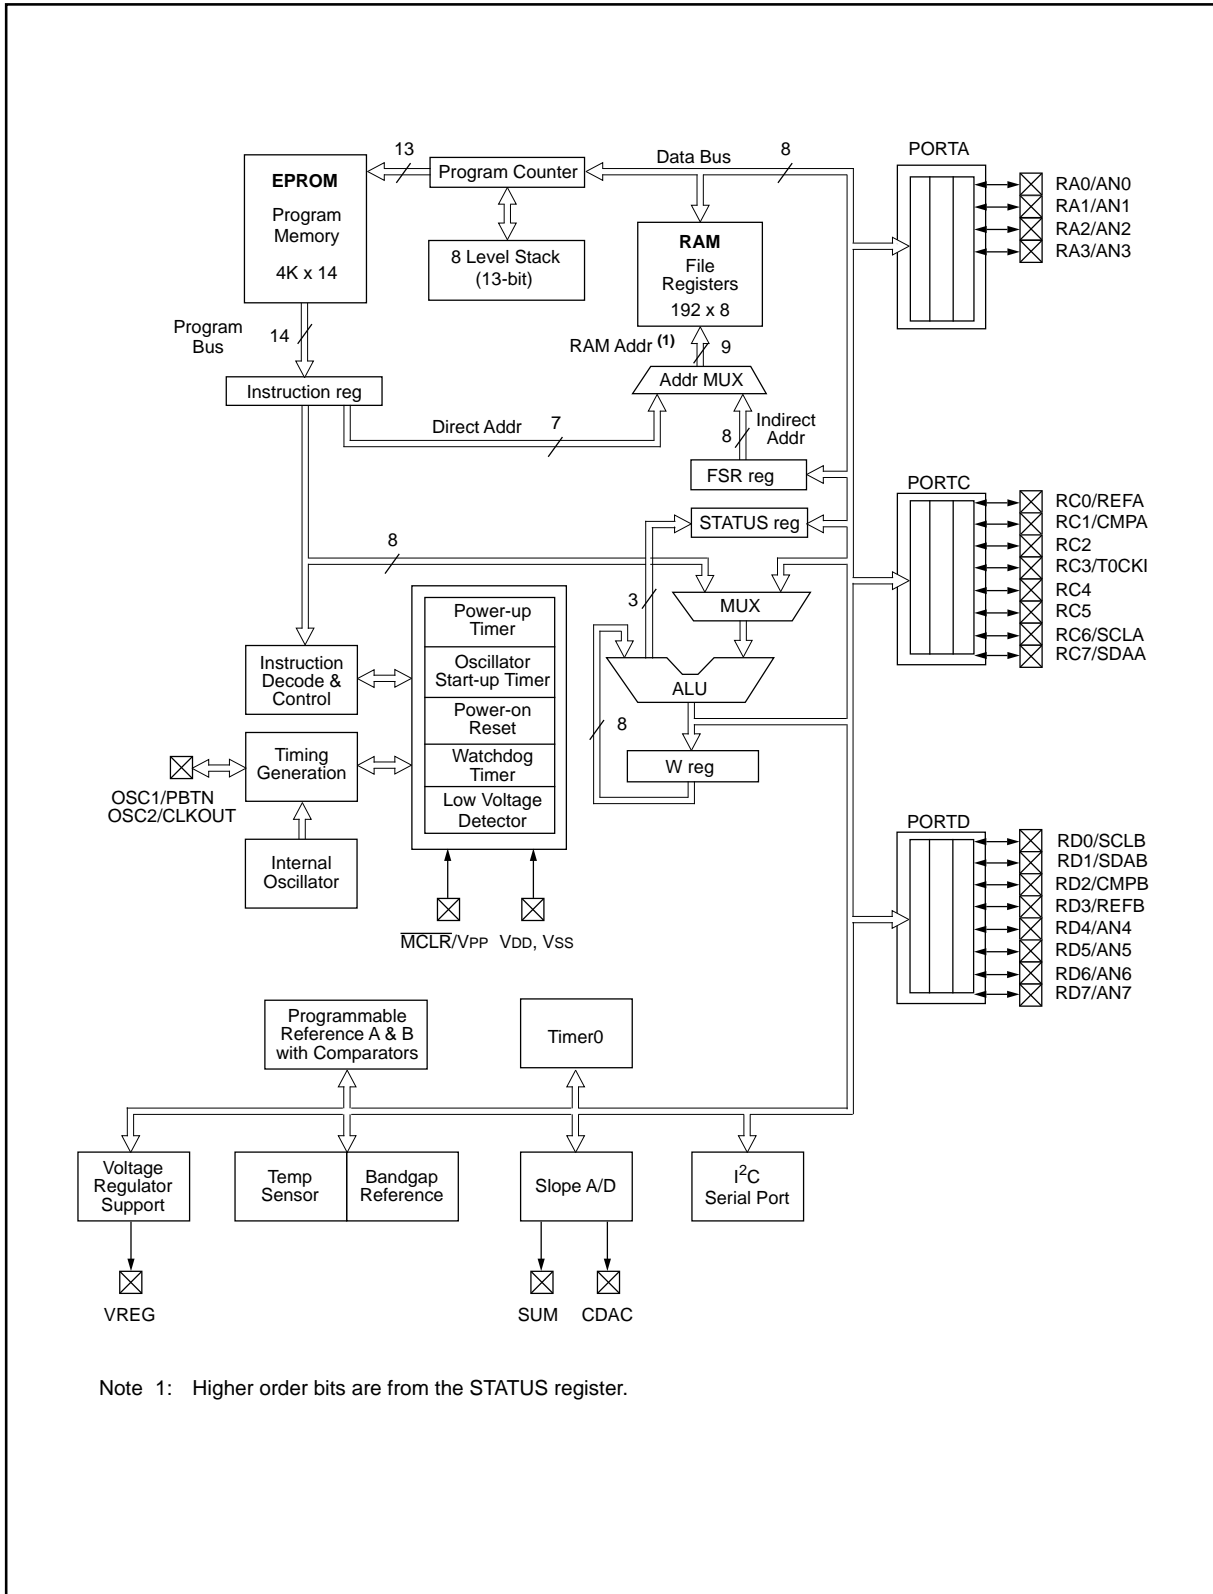 EPROM
Program
Memory
4K x 14
13
Program Counter
8 Level Stack
(13-bit)
Data Bus
8
RAM
File
Registers
192 x 8
RAM Addr (1)
9
Addr MUX
Program
Bus
14
Instruction reg
Direct Addr
7
8
Indirect
Addr
FSR reg
STATUS reg
8
3
MUX
ALU
8
W reg
Power-up
Timer
Oscillator
Start-up Timer
Power-on
Reset
Watchdog
Timer
Low Voltage
Detector
Instruction
Decode &
Control
Timing
Generation
OSC1/PBTN
OSC2/CLKOUT
Internal
Oscillator
MCLR/VPP
VDD, VSS
PORTA
RA0/AN0
RA1/AN1
RA2/AN2
RA3/AN3
PORTC
RC0/REFA
RC1/CMPA
RC2
RC3/T0CKI
RC4
RC5
RC6/SCLA
RC7/SDAA
PORTD
RD0/SCLB
RD1/SDAB
RD2/CMPB
RD3/REFB
RD4/AN4
RD5/AN5
RD6/AN6
RD7/AN7
Programmable
Reference A & B
with Comparators
Timer0
Voltage
Regulator
Support
Temp
Sensor
Bandgap
Reference
Slope A/D
I2C
Serial Port
VREG
SUM
CDAC
Note 1: Higher order bits are from the STATUS register.